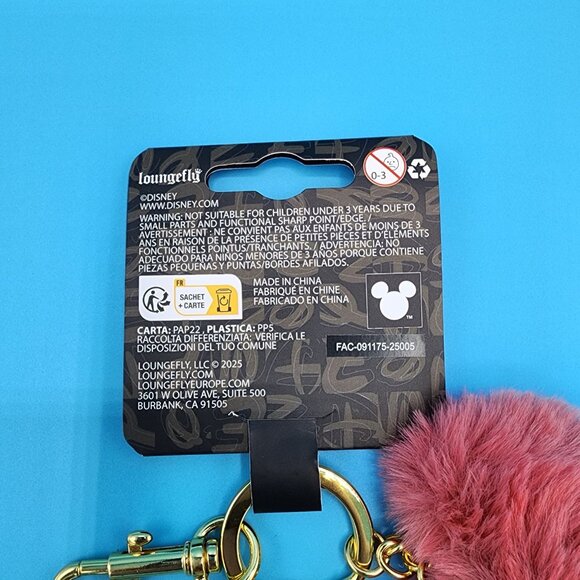 loungefly
0-3
©DISNEY
WWW.DISNEY.COM
WARNING: NOT SUITABLE FOR CHILDREN UNDER 3 YEARS DUE TO
SMALL PARTS AND FUNCTIONAL SHARP POINT/EDGE. /
AVERTISSEMENT : NE CONVIENT PAS AUX ENFANTS DE MOINS DE 3
ANS EN RAISON DE LA PRESENCE DE PETITES PIECES ET D'ÉLÉMENTS
FONCTIONNELS POINTUS/TRANCHANTS. / ADVERTENCIA; NO
ADECUADO PARA NIÑOS MENORES DE 3 AÑOS PORQUE CONTIENE
PIEZAS PEQUEÑAS Y PUNTAS/BORDES AFILADOS.
FR
SACHET
+ CARTE
MADE IN CHINA
FABRIQUÉ EN CHINE
FABRICADO EN CHINA
TM
CARTA: PAP22 . PLASTICA: PP5
RACCOLTA DIFFERENZIATA: VERIFICA LE
DISPOSIZIONI DEL TUO COMUNE
FAC-091175-25005
LOUNGEFLY, LLC © 2025
LOUNGEFLY.COM
LOUNGEFLYEUROPE.COM
3601 W OLIVE AVE, SUITE 500
BURBANK, CA 91505